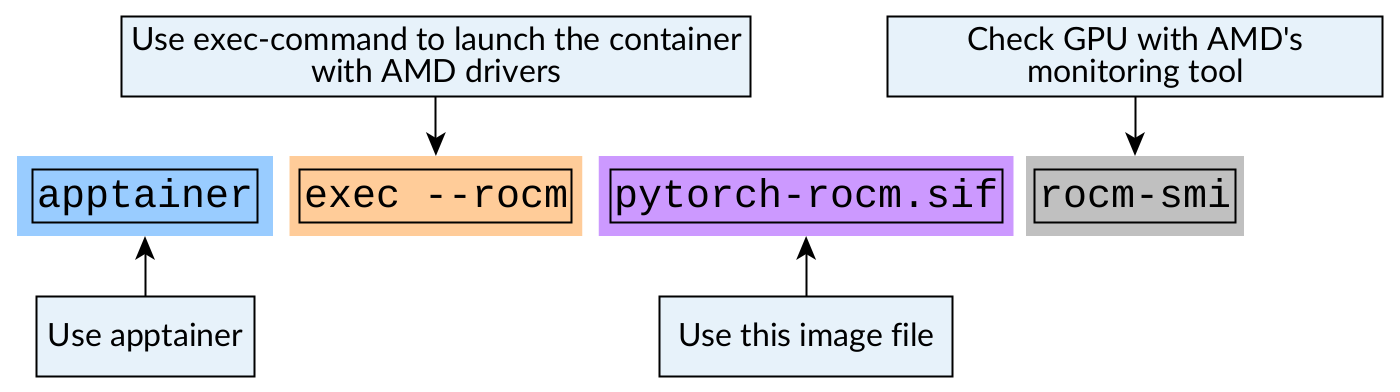 Use exec-command to launch the container
with AMD drivers
Check GPU with AMD's
monitoring tool
apptainer exec --rocm pytorch-rocm.sif rocm-smi
Use apptainer
Use this image file